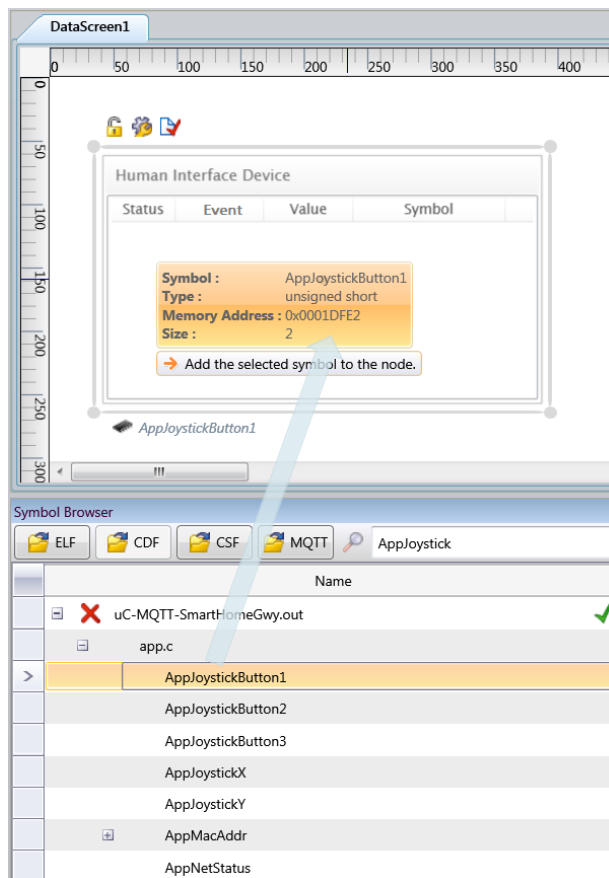 DataScreen1
0 50 100 150 200 250 300 350 400
0
50
100
150
200
250
300
Human Interface Device
Status Event Value Symbol
Symbol : AppJoystickButton1
Type : unsigned short
Memory Address : 0x0001DFE2
Size : 2
Add the selected symbol to the node.
AppJoystickButton1
Symbol Browser
ELF CDF CSF MQTT AppJoystick
Name
uC-MQTT-SmartHomeGwy.out
app.c
AppJoystickButton1
AppJoystickButton2
AppJoystickButton3
AppJoystickX
AppJoystickY
AppMacAddr
AppNetStatus